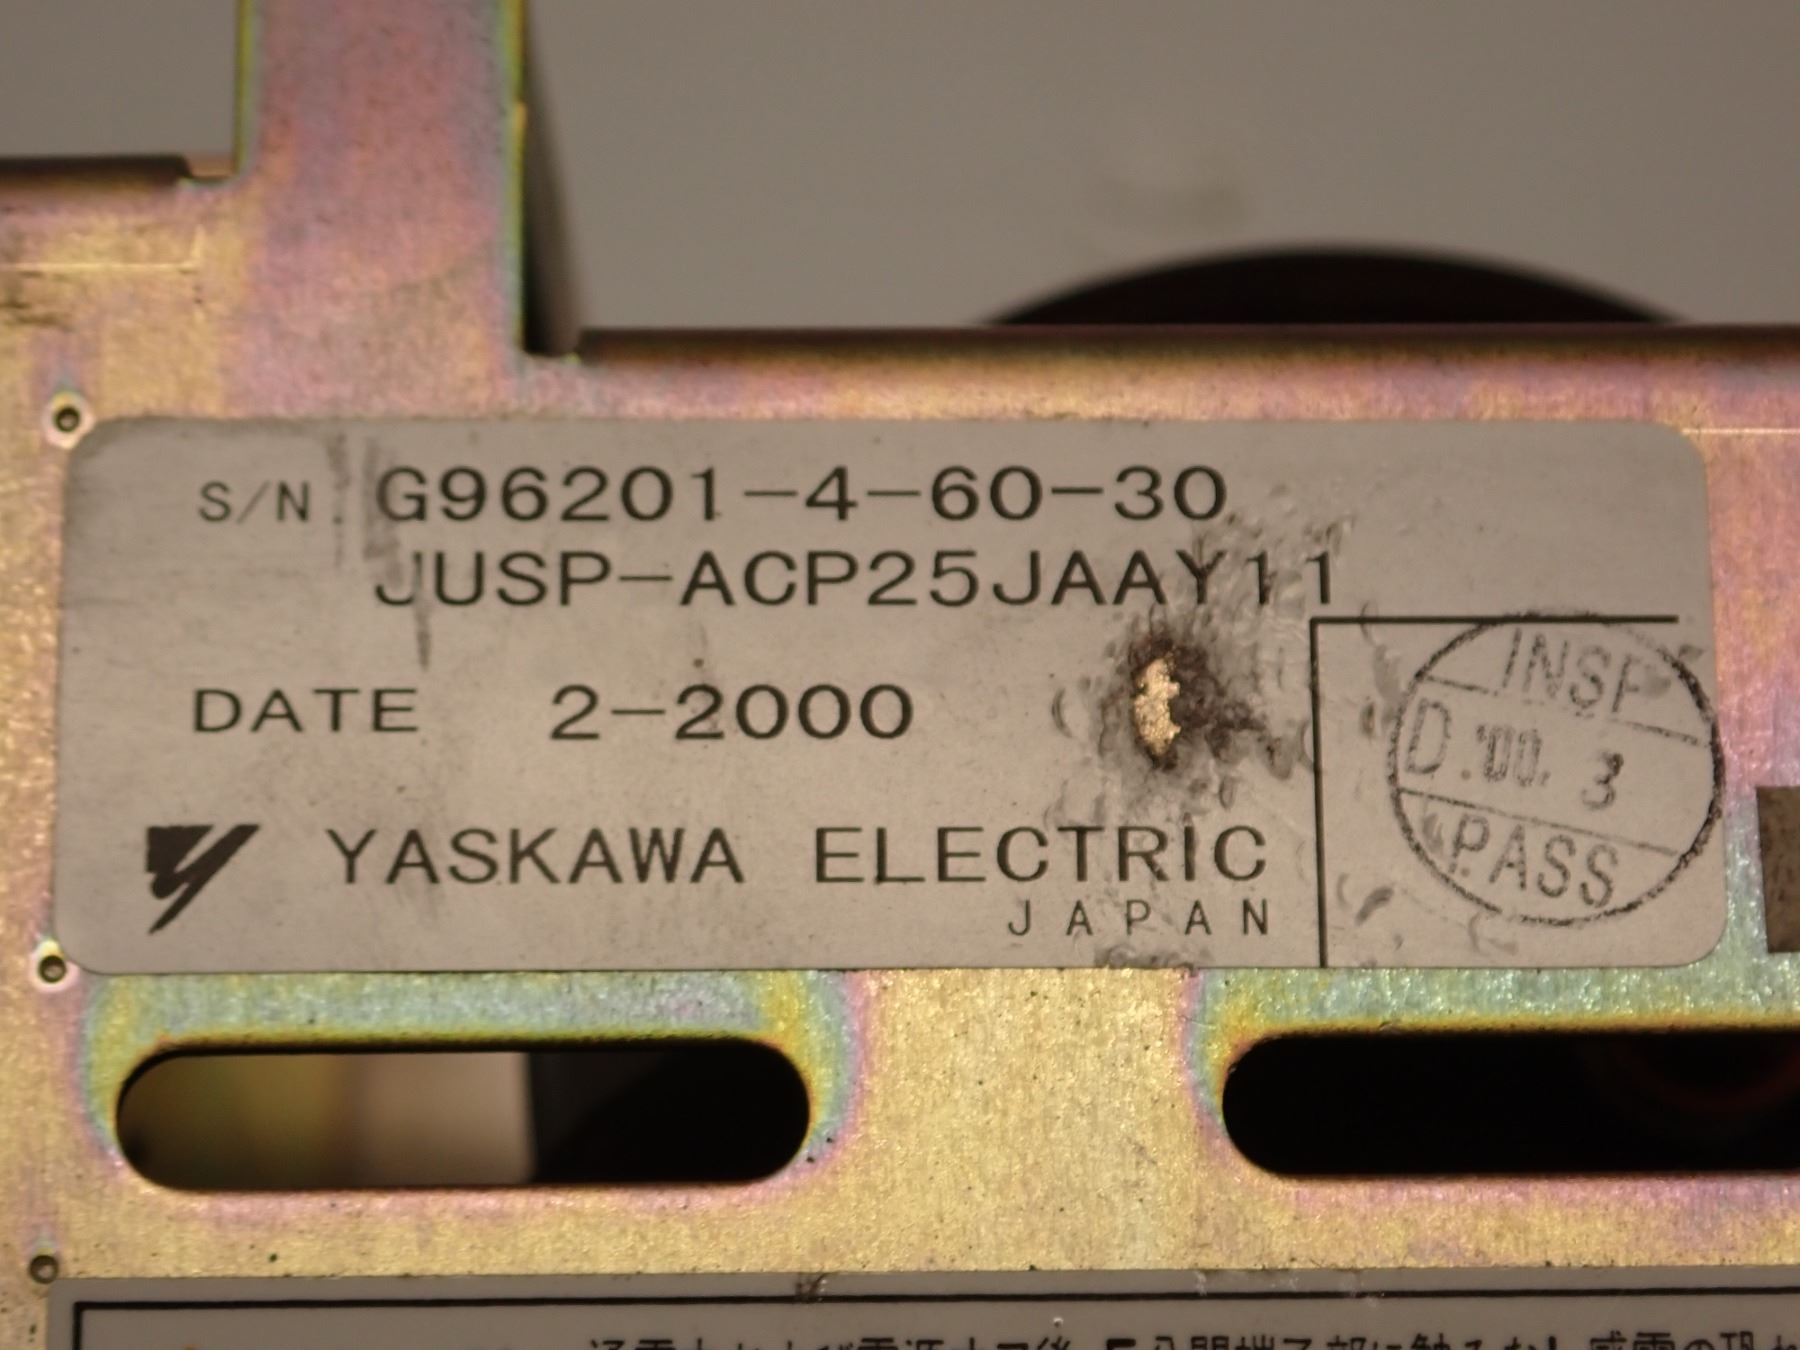 S/N G96201-4-60-30
JUSP-ACP25JAAY11
DATE 2-2000
YASKAWA ELECTRIC
JAPAN
INSP
D.'00. 3
PASS